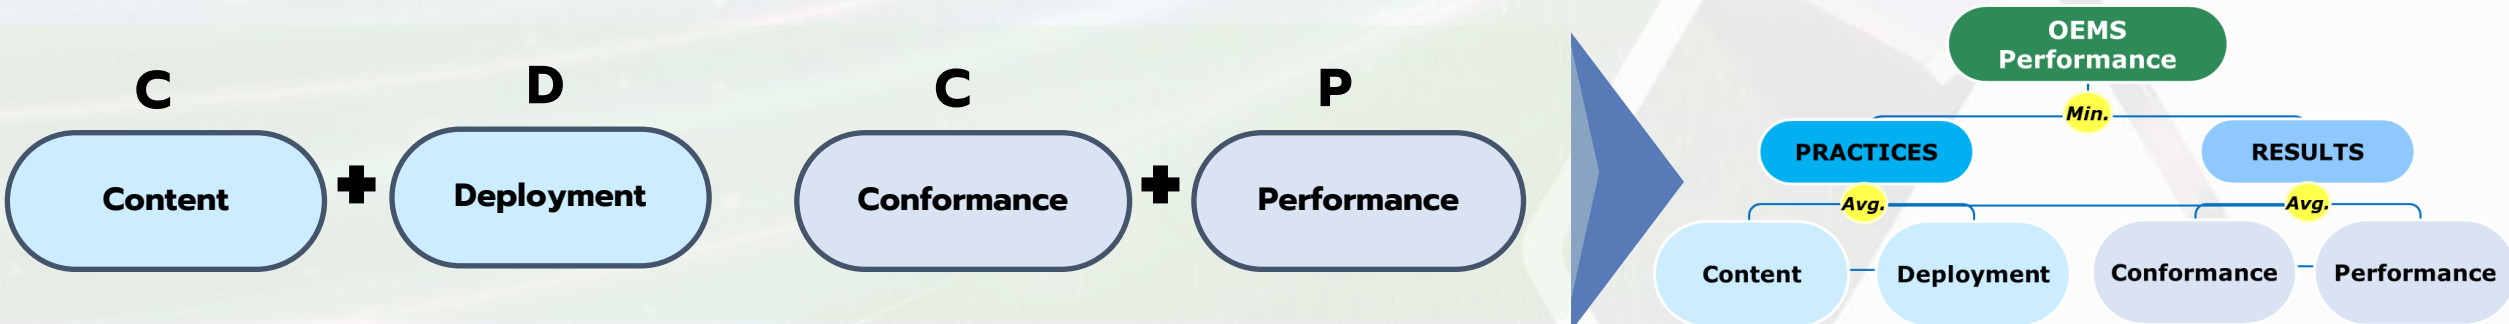 C
D
C
P
Content
Deployment
Conformance
Performance
OEMS
Performance
Min.
PRACTICES
RESULTS
Avg.
Avg.
Content
Deployment
Conformance
Performance